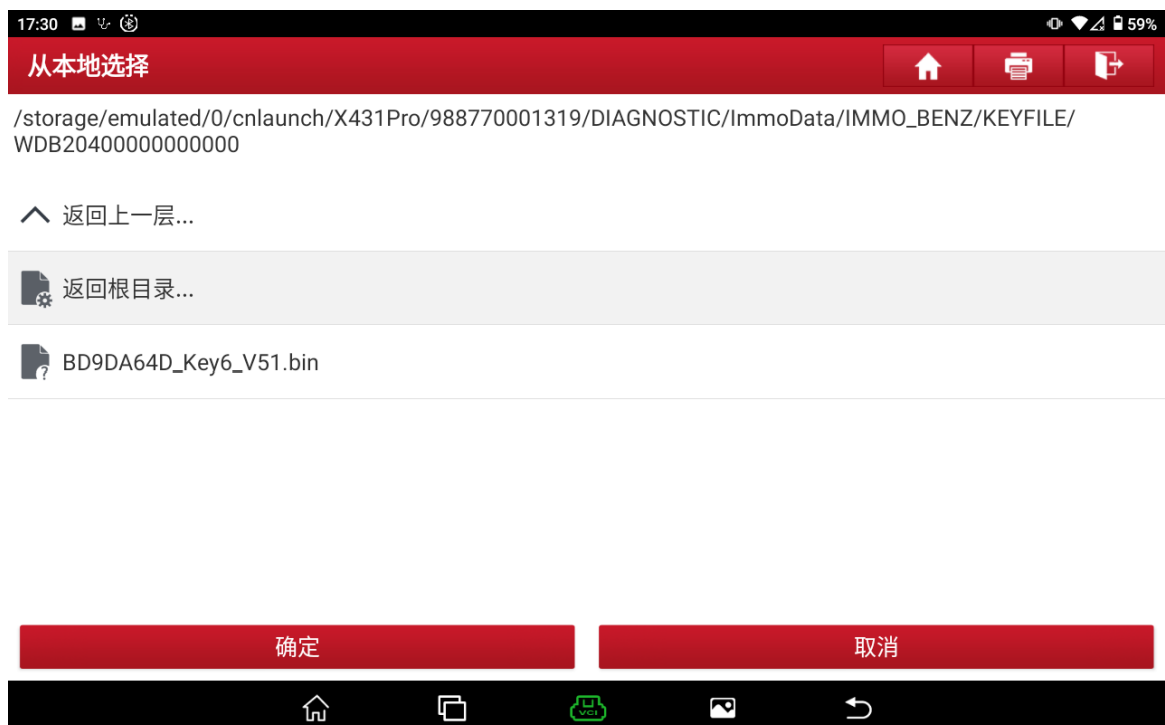 17:30
59%
从本地选择
/storage/emulated/0/cnlaunch/X431Pro/988770001319/DIAGNOSTIC/ImmoData/IMMO_BENZ/KEYFILE/
WDB20400000000000
返回上一层...
返回根目录...
BD9DA64D_Key6_V51.bin
确定
取消
VCI